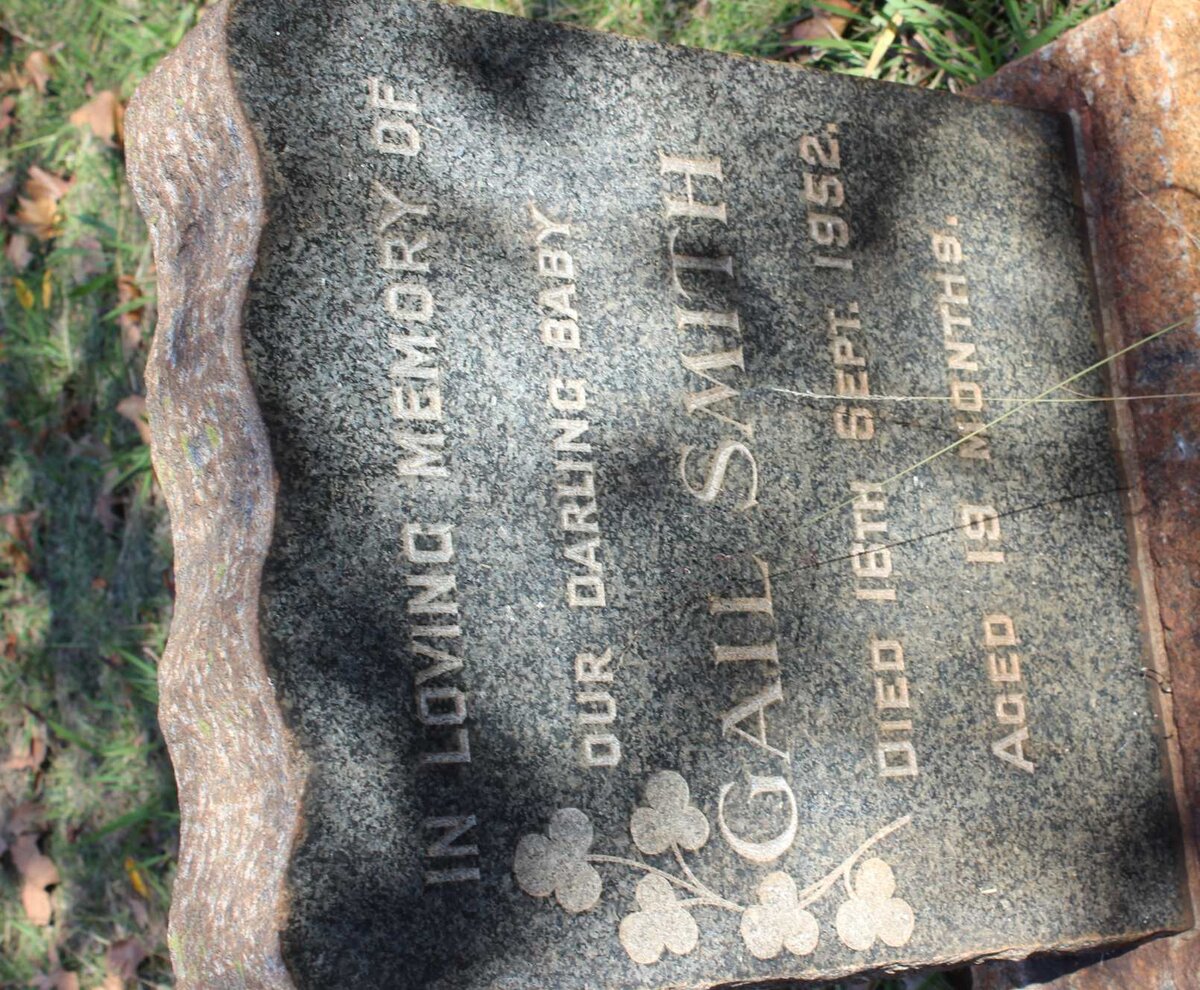 IN LOVING MEMORY OF
OUR DARLING BABY
GAIL SMITH
DIED 16TH SEPT. 1952.
AGED 19 MONTHS.